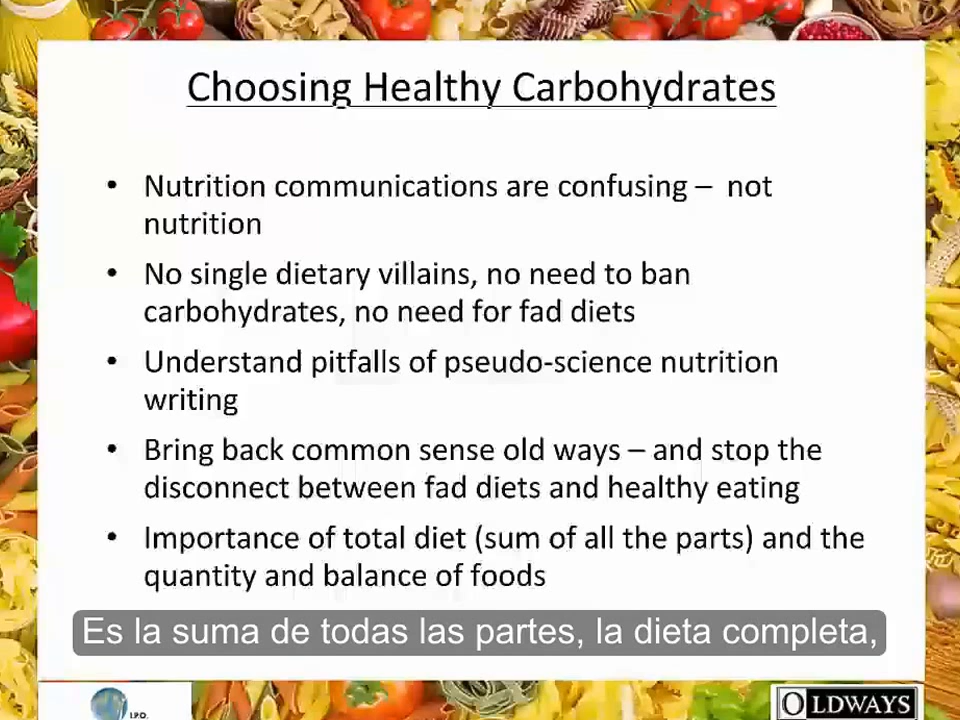 Choosing Healthy Carbohydrates
• Nutrition communications are confusing – not
nutrition
• No single dietary villains, no need to ban
carbohydrates, no need for fad diets
• Understand pitfalls of pseudo-science nutrition
writing
• Bring back common sense old ways – and stop the
disconnect between fad diets and healthy eating
• Importance of total diet (sum of all the parts) and the
quantity and balance of foods
Es la suma de todas las partes, la dieta completa,
I.P.O.
OLDWAYS